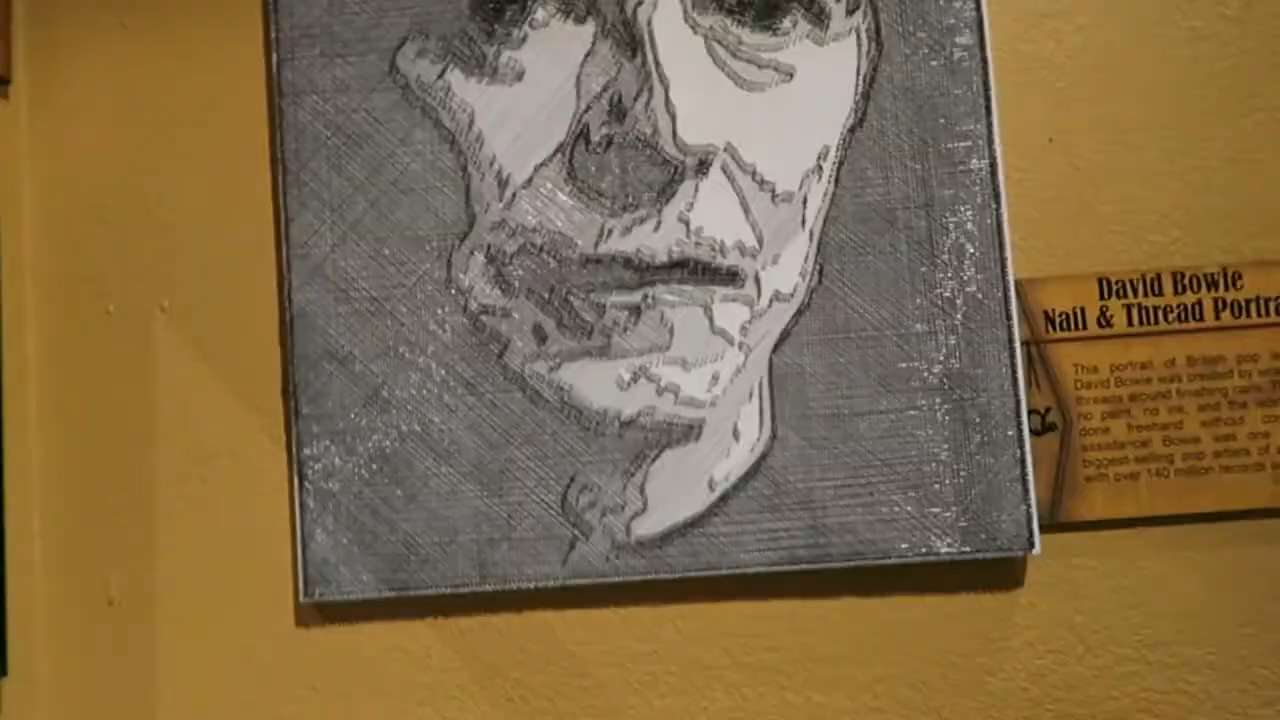 David Bowie
Nail & Thread Portra
This portrait of British pop
David Bowie was created by
threads around finishing nails.
no paint, no ink, and the
done freehand without
assistance! Bowie was one
biggest-selling pop artists of
with over 140 million records